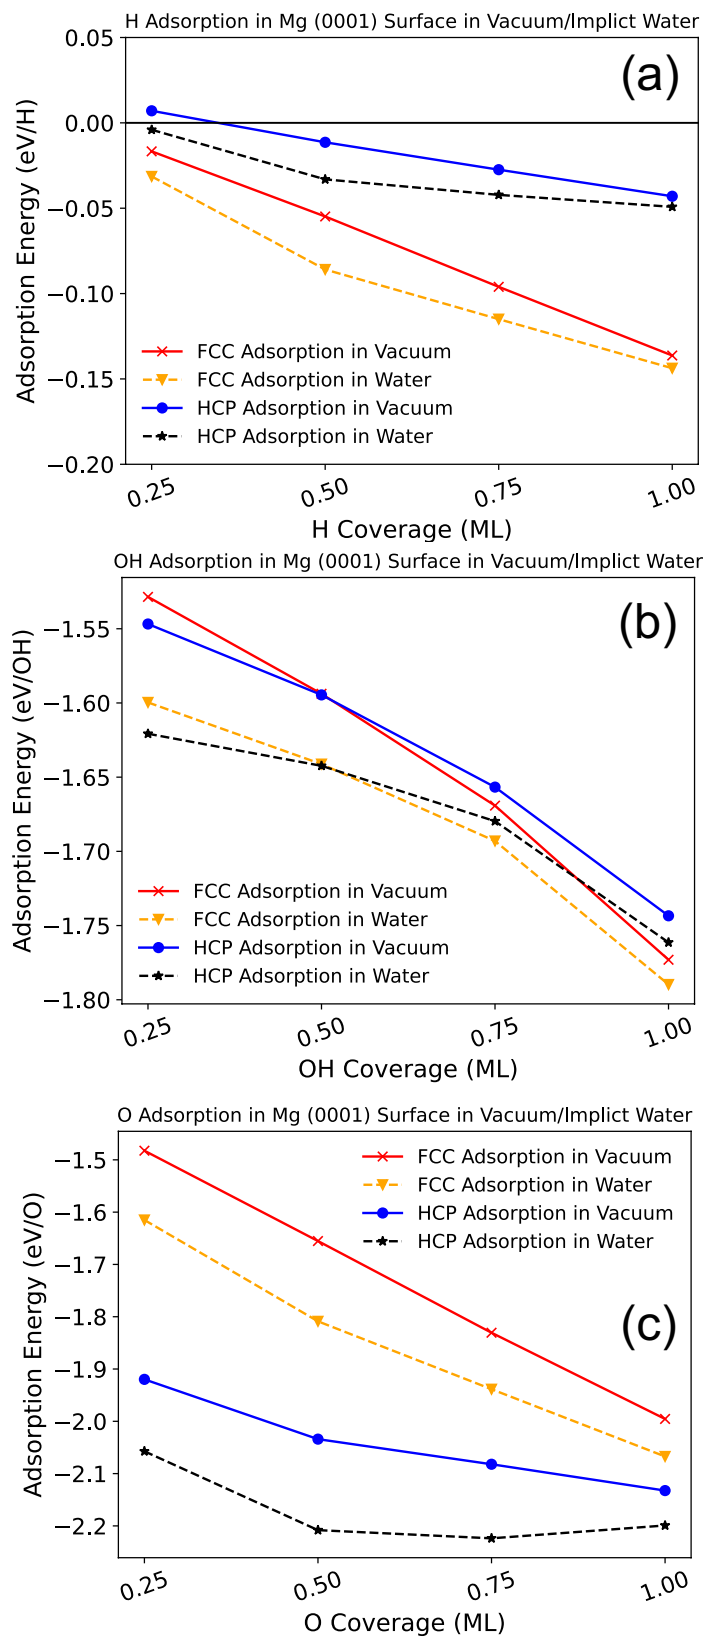 H Adsorption in Mg (0001) Surface in Vacuum/Implict Water
(a)
0.05
0.00
−0.05
−0.10
−0.15
−0.20
Adsorption Energy (eV/H)
FCC Adsorption in Vacuum
FCC Adsorption in Water
HCP Adsorption in Vacuum
HCP Adsorption in Water
0.25
0.50
0.75
1.00
H Coverage (ML)
OH Adsorption in Mg (0001) Surface in Vacuum/Implict Water
(b)
−1.55
−1.60
−1.65
−1.70
−1.75
−1.80
Adsorption Energy (eV/OH)
FCC Adsorption in Vacuum
FCC Adsorption in Water
HCP Adsorption in Vacuum
HCP Adsorption in Water
0.25
0.50
0.75
1.00
OH Coverage (ML)
O Adsorption in Mg (0001) Surface in Vacuum/Implict Water
FCC Adsorption in Vacuum
FCC Adsorption in Water
HCP Adsorption in Vacuum
HCP Adsorption in Water
(c)
−1.5
−1.6
−1.7
−1.8
−1.9
−2.0
−2.1
−2.2
Adsorption Energy (eV/O)
0.25
0.50
0.75
1.00
O Coverage (ML)